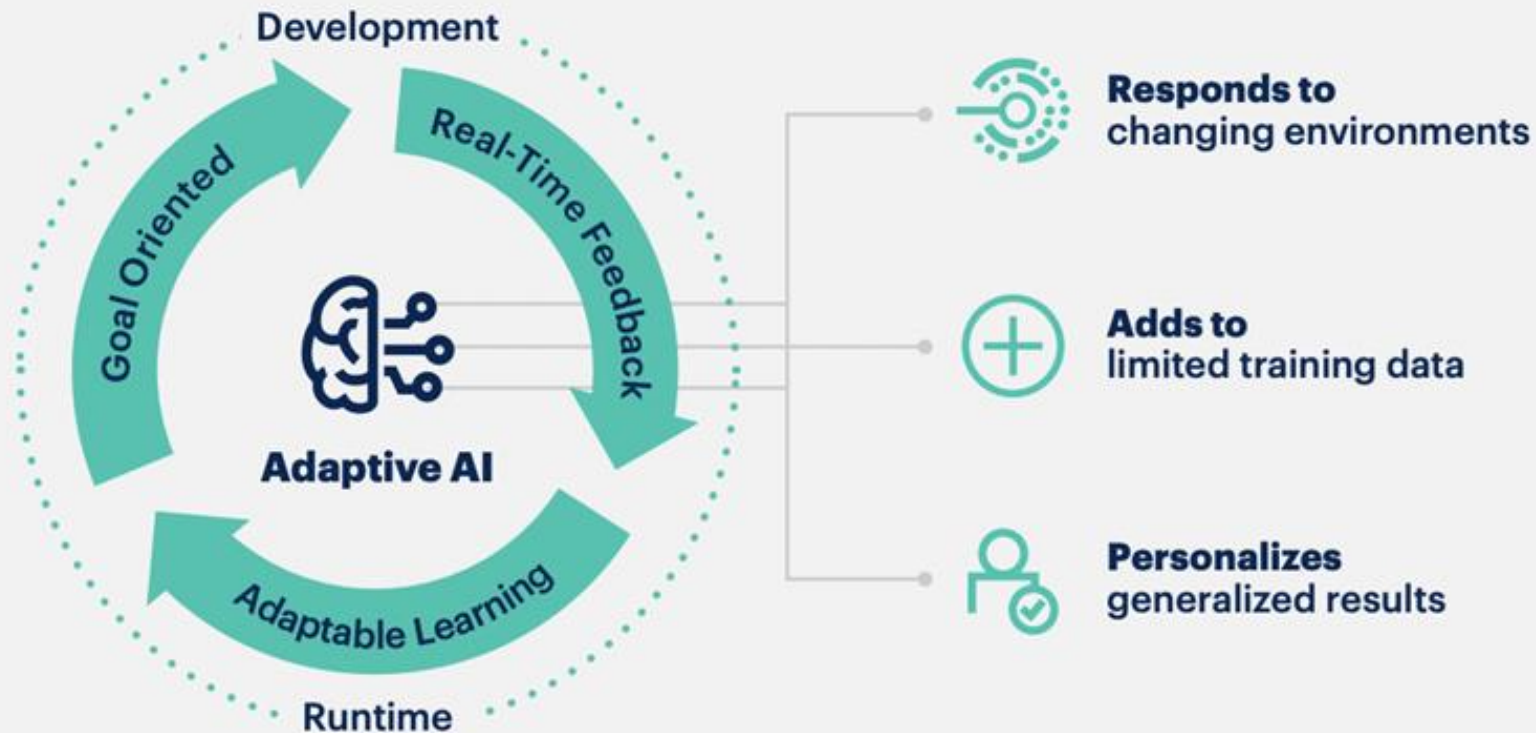 Development
Goal Oriented
Real-Time Feedback
Adaptive AI
Adaptable Learning
Runtime
Responds to
changing environments
Adds to
limited training data
Personalizes
generalized results